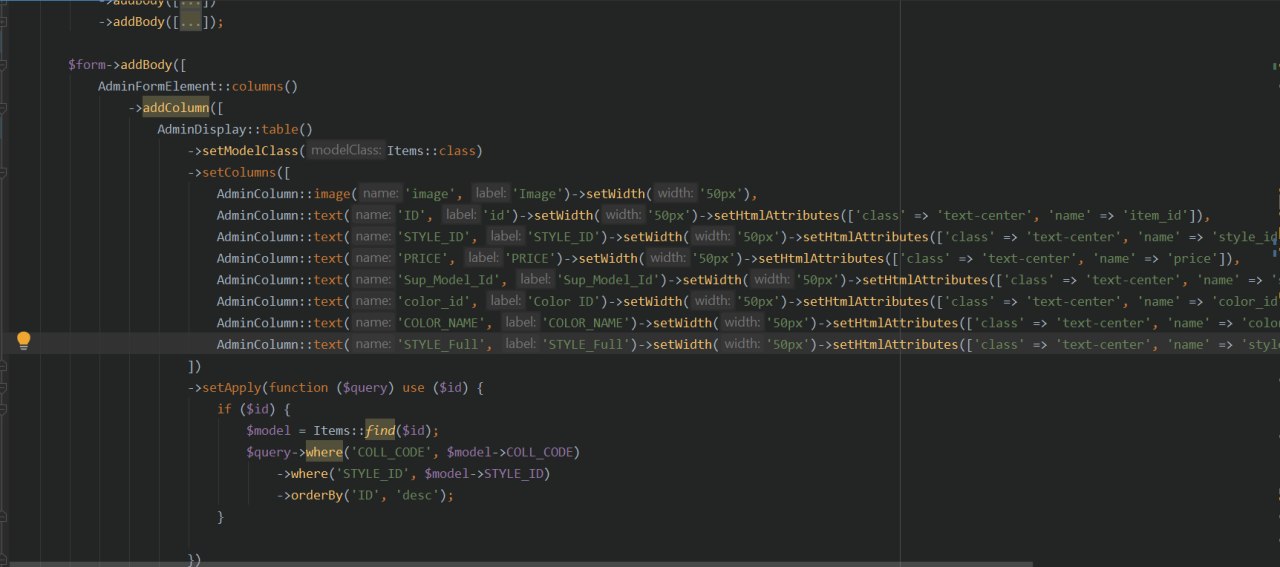 ->addBody([...])
->addBody([...]);
$form->addBody([
AdminFormElement::columns()
->addColumn([
AdminDisplay::table()
->setModelClass( modelClass: Items::class)
->setColumns([
AdminColumn::image( name: 'image', label: 'Image')->setWidth( width: '50px'),
AdminColumn::text( name: 'ID', label: 'id')->setWidth( width: '50px')->setHtmlAttributes(['class' => 'text-center', 'name' => 'item_id']),
AdminColumn::text( name: 'STYLE_ID', label: 'STYLE_ID')->setWidth( width: '50px')->setHtmlAttributes(['class' => 'text-center', 'name' => 'style_id
AdminColumn::text( name: 'PRICE', label: 'PRICE')->setWidth( width: '50px')->setHtmlAttributes(['class' => 'text-center', 'name' => 'price']),
AdminColumn::text( name: 'Sup_Model_Id', label: 'Sup_Model_Id')->setWidth( width: '50px')->setHtmlAttributes(['class' => 'text-center', 'name' =>
AdminColumn::text( name: 'color_id', label: 'Color ID')->setWidth( width: '50px')->setHtmlAttributes(['class' => 'text-center', 'name' => 'color_id
AdminColumn::text( name: 'COLOR_NAME', label: 'COLOR_NAME')->setWidth( width: '50px')->setHtmlAttributes(['class' => 'text-center', 'name' => 'colo
AdminColumn::text( name: 'STYLE_Full', label: 'STYLE_Full')->setWidth( width: '50px')->setHtmlAttributes(['class' => 'text-center', 'name' => 'style
])
->setApply(function ($query) use ($id) {
if ($id) {
$model = Items::find($id);
$query->where('COLL_CODE', $model->COLL_CODE)
->where('STYLE_ID', $model->STYLE_ID)
->orderBy('ID', 'desc');
}
})